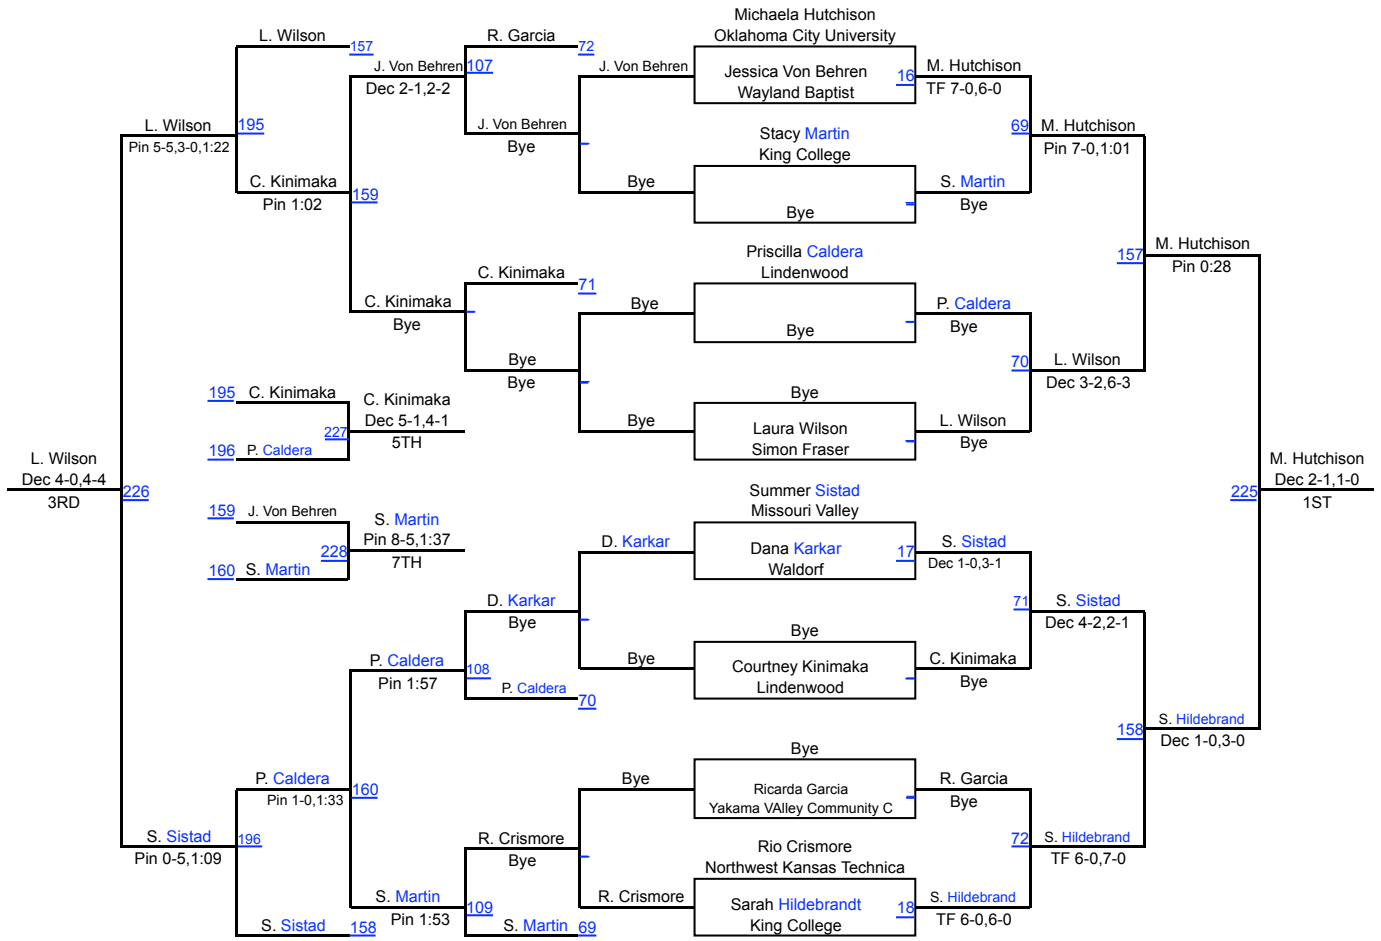 Michaela Hutchison
Oklahoma City University
L. Wilson
157
R. Garcia
72
J. Von Behren
107
Dec 2-1,2-2
J. Von Behren
Jessica Von Behren
Wayland Baptist
16
M. Hutchison
TF 7-0,6-0
L. Wilson
Pin 5-5,3-0,1:22
195
J. Von Behren
Bye
Stacy Martin
King College
69
M. Hutchison
Pin 7-0,1:01
C. Kinimaka
Pin 1:02
159
Bye
Bye
S. Martin
Bye
Priscilla Caldera
Lindenwood
157
M. Hutchison
Pin 0:28
C. Kinimaka
71
C. Kinimaka
Bye
Bye
Bye
P. Caldera
Bye
Bye
Bye
70
L. Wilson
Dec 3-2,6-3
195
C. Kinimaka
C. Kinimaka
Dec 5-1,4-1
227
5TH
Bye
Bye
Laura Wilson
Simon Fraser
L. Wilson
Bye
196
P. Caldera
L. Wilson
Dec 4-0,4-4
226
3RD
M. Hutchison
Dec 2-1,1-0
225
1ST
Summer Sistad
Missouri Valley
159
J. Von Behren
S. Martin
Pin 8-5,1:37
228
7TH
160
S. Martin
D. Karkar
Dana Karkar
Waldorf
17
S. Sistad
Dec 1-0,3-1
D. Karkar
Bye
71
S. Sistad
Dec 4-2,2-1
P. Caldera
Pin 1:57
108
Bye
Bye
Courtney Kinimaka
Lindenwood
C. Kinimaka
Bye
P. Caldera
70
158
S. Hildebrand
Dec 1-0,3-0
P. Caldera
Pin 1-0,1:33
160
Bye
Bye
Ricarda Garcia
Yakama VAlley Community C
R. Garcia
Bye
S. Sistad
Pin 0-5,1:09
196
R. Crismore
Bye
Rio Crismore
Northwest Kansas Technica
72
S. Hildebrand
TF 6-0,7-0
S. Martin
Pin 1:53
109
R. Crismore
Sarah Hildebrandt
King College
18
S. Hildebrand
TF 6-0,6-0
S. Sistad
158
S. Martin
69